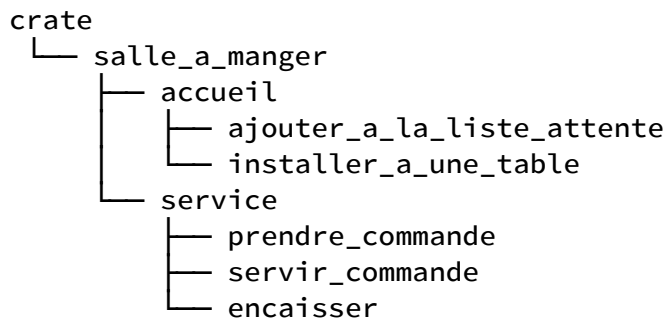 crate
└── salle_a_manger
    ├── accueil
    │   ├── ajouter_a_la_liste_attente
    │   └── installer_a_une_table
    └── service
        ├── prendre_commande
        ├── servir_commande
        └── encaisser